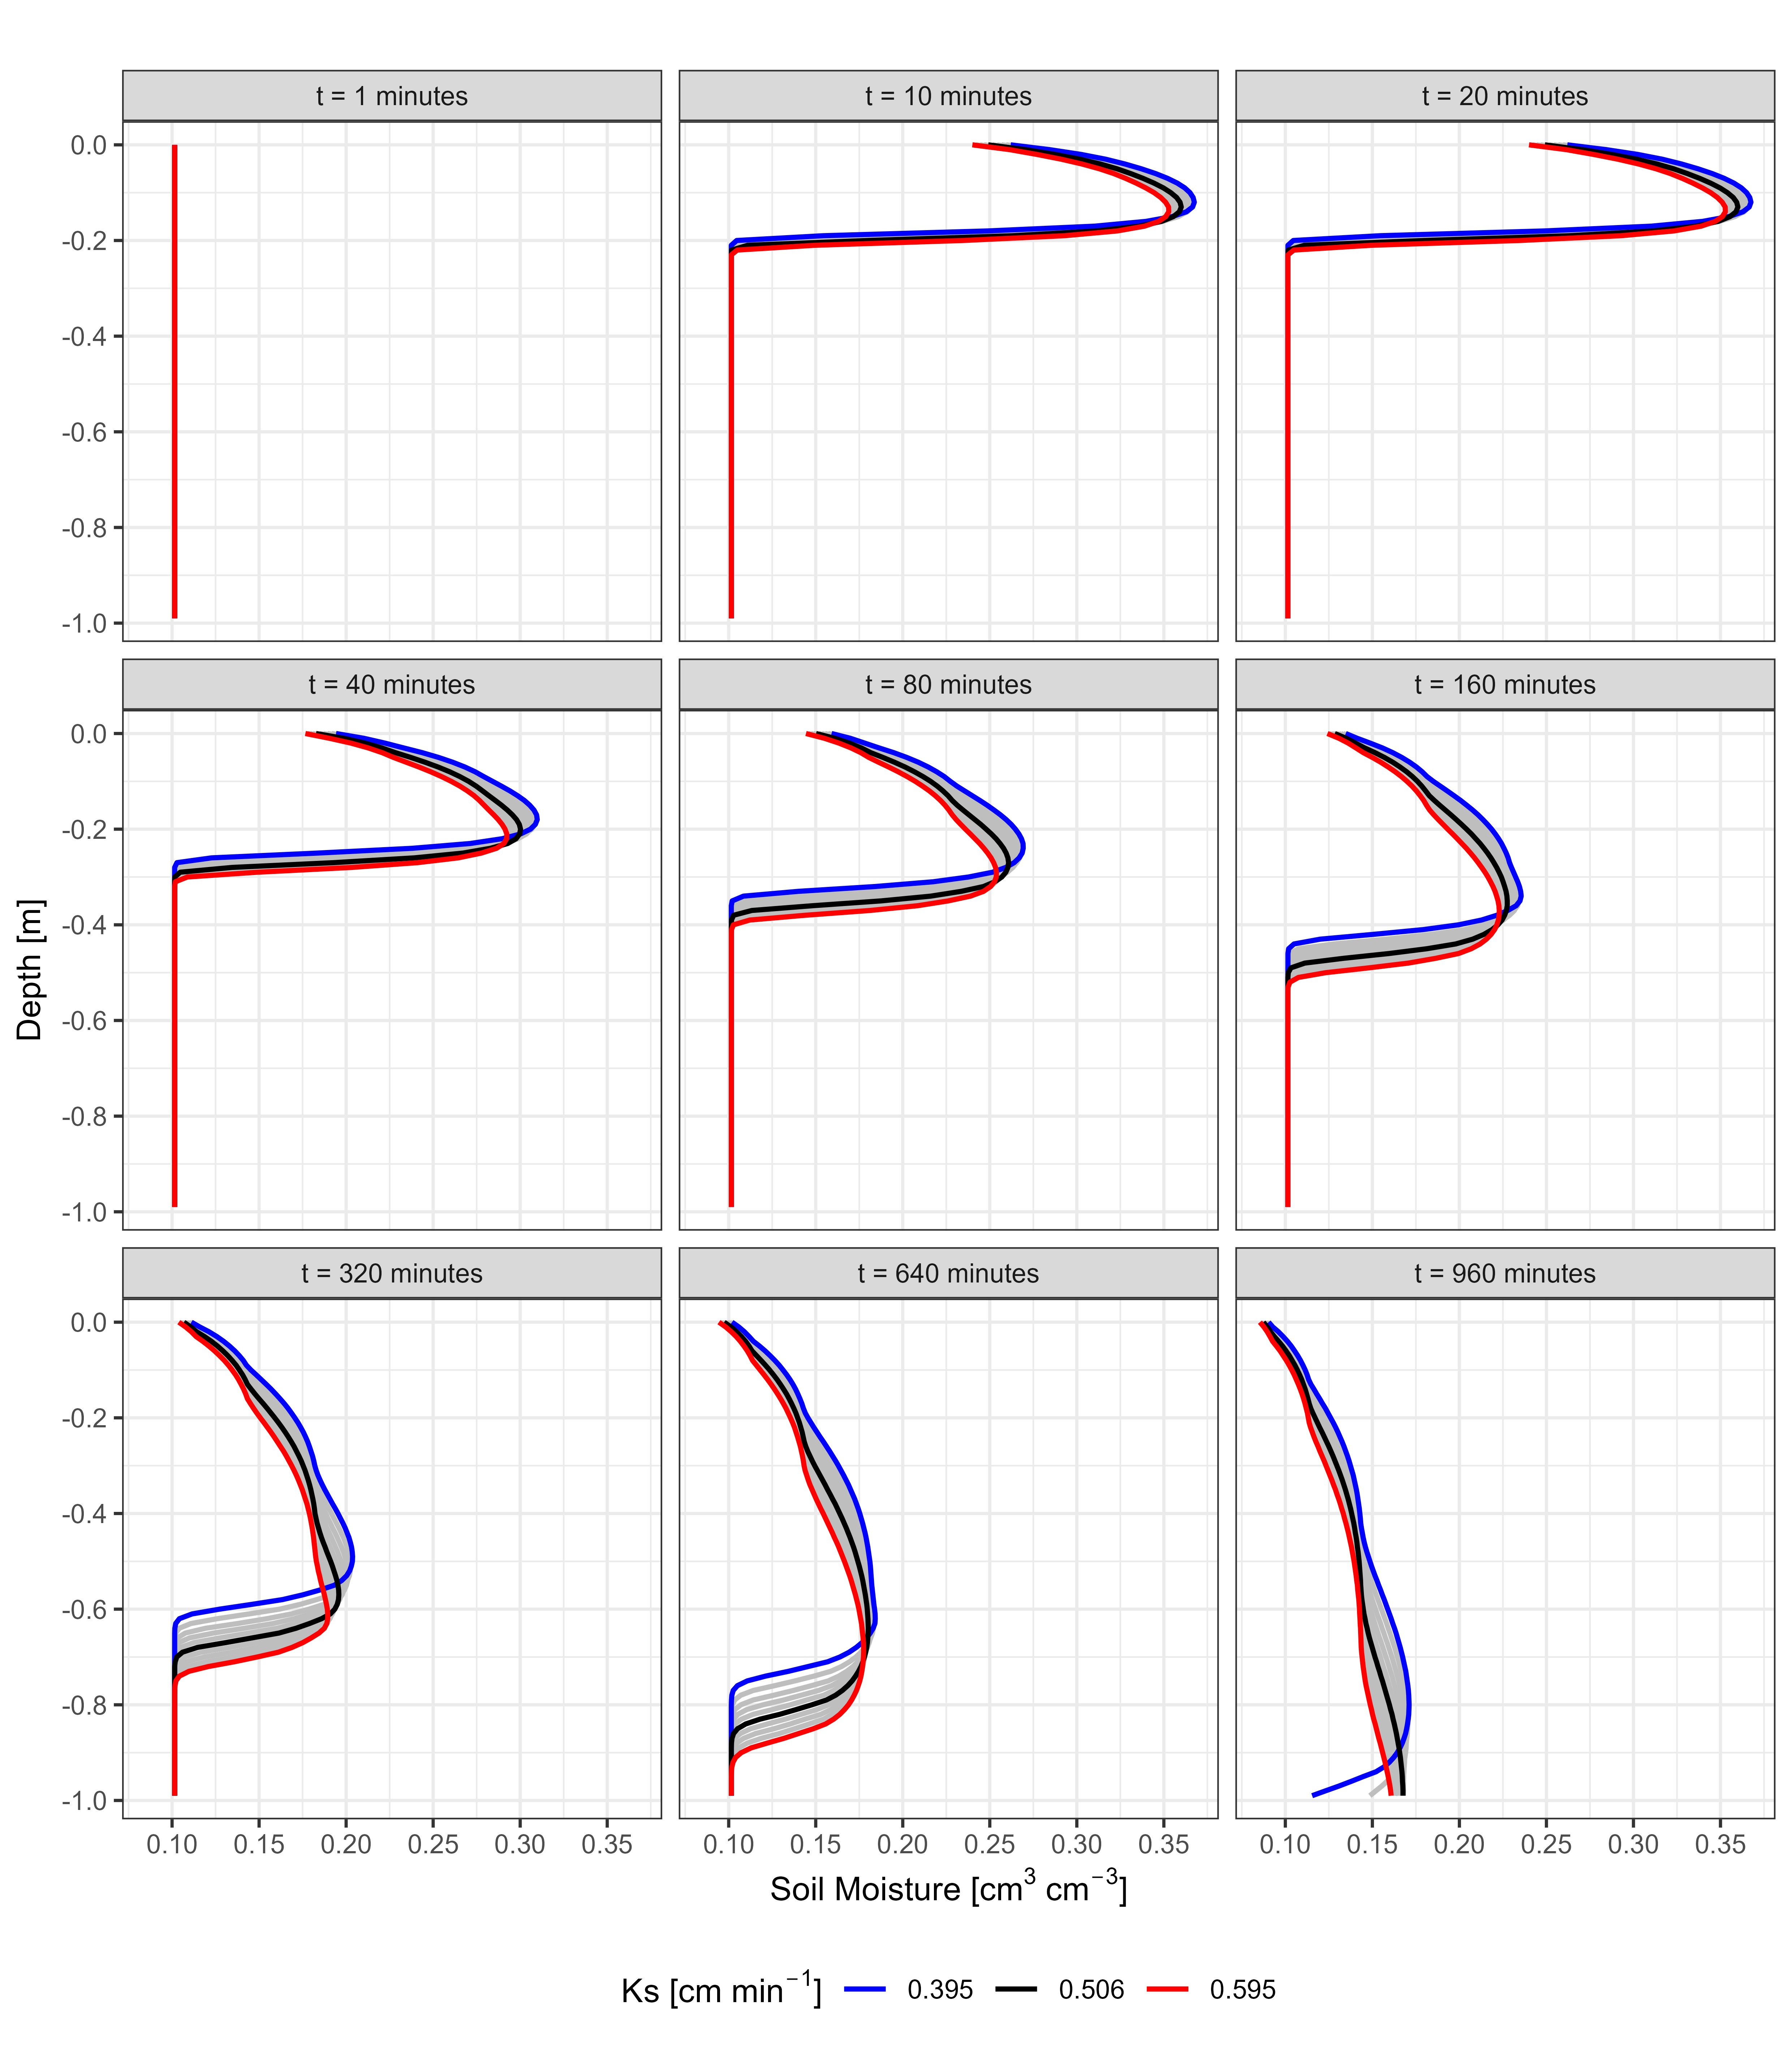 t = 1 minutes
t = 10 minutes
t = 20 minutes
0.0
-0.2
-0.4
-0.6
-0.8
-1.0
t = 40 minutes
t = 80 minutes
t = 160 minutes
0.0
-0.2
-0.4
-0.6
-0.8
-1.0
Depth [m]
t = 320 minutes
t = 640 minutes
t = 960 minutes
0.0
-0.2
-0.4
-0.6
-0.8
-1.0
0.10 0.15 0.20 0.25 0.30 0.35
0.10 0.15 0.20 0.25 0.30 0.35
0.10 0.15 0.20 0.25 0.30 0.35
Soil Moisture [cm³ cm⁻³]
Ks [cm min⁻¹] 0.395 0.506 0.595